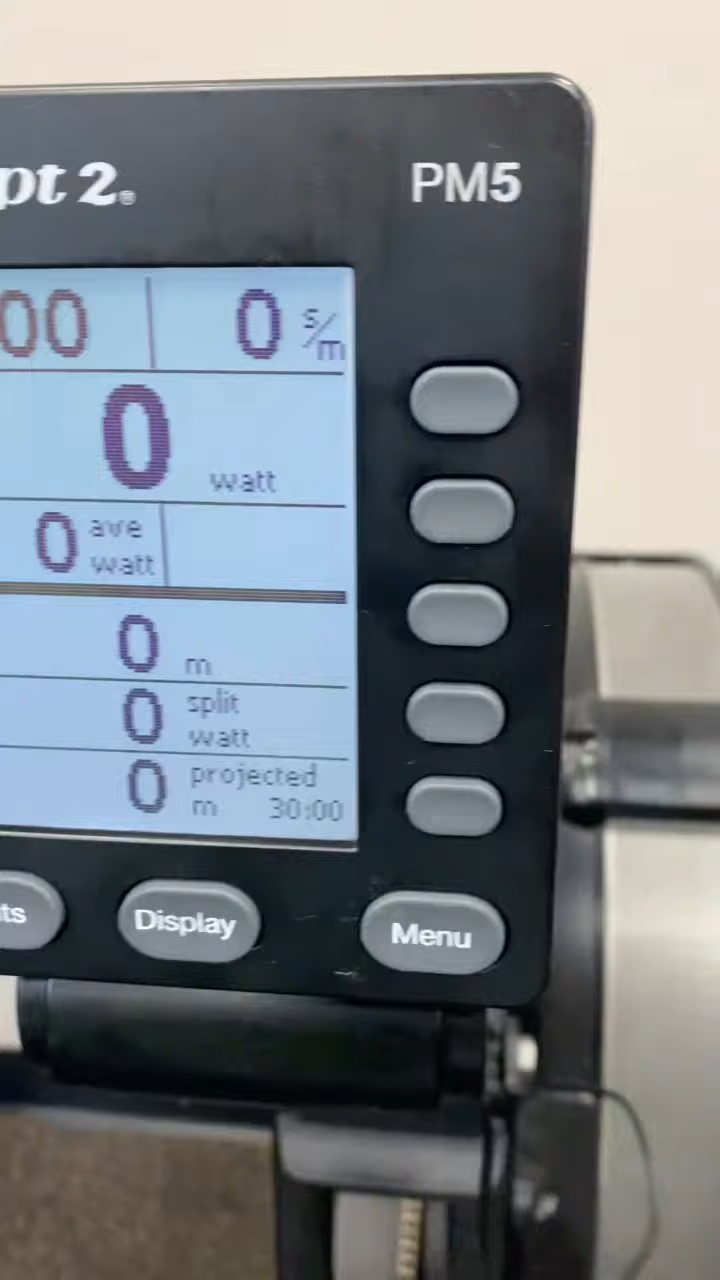 pt 2®
PM5
00
0 s/m
0 watt
0 ave watt
0 m
0 split watt
0 projected
m 30:00
ts
Display
Menu